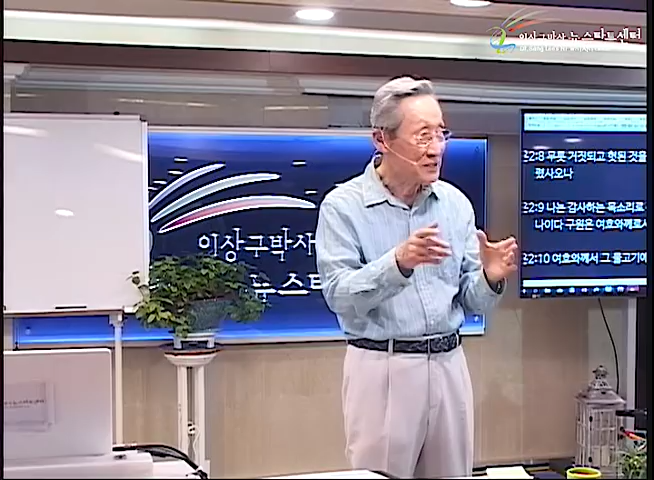 이상구박사 뉴스타트센터
이상구박사
뉴스
2:8 무릇 거짓되고 헛된 것을
렸사오나
2:9 나는 감사하는 목소리로
나이다 구원은 여호와께로서
2:10 여호와께서 그 물고기에